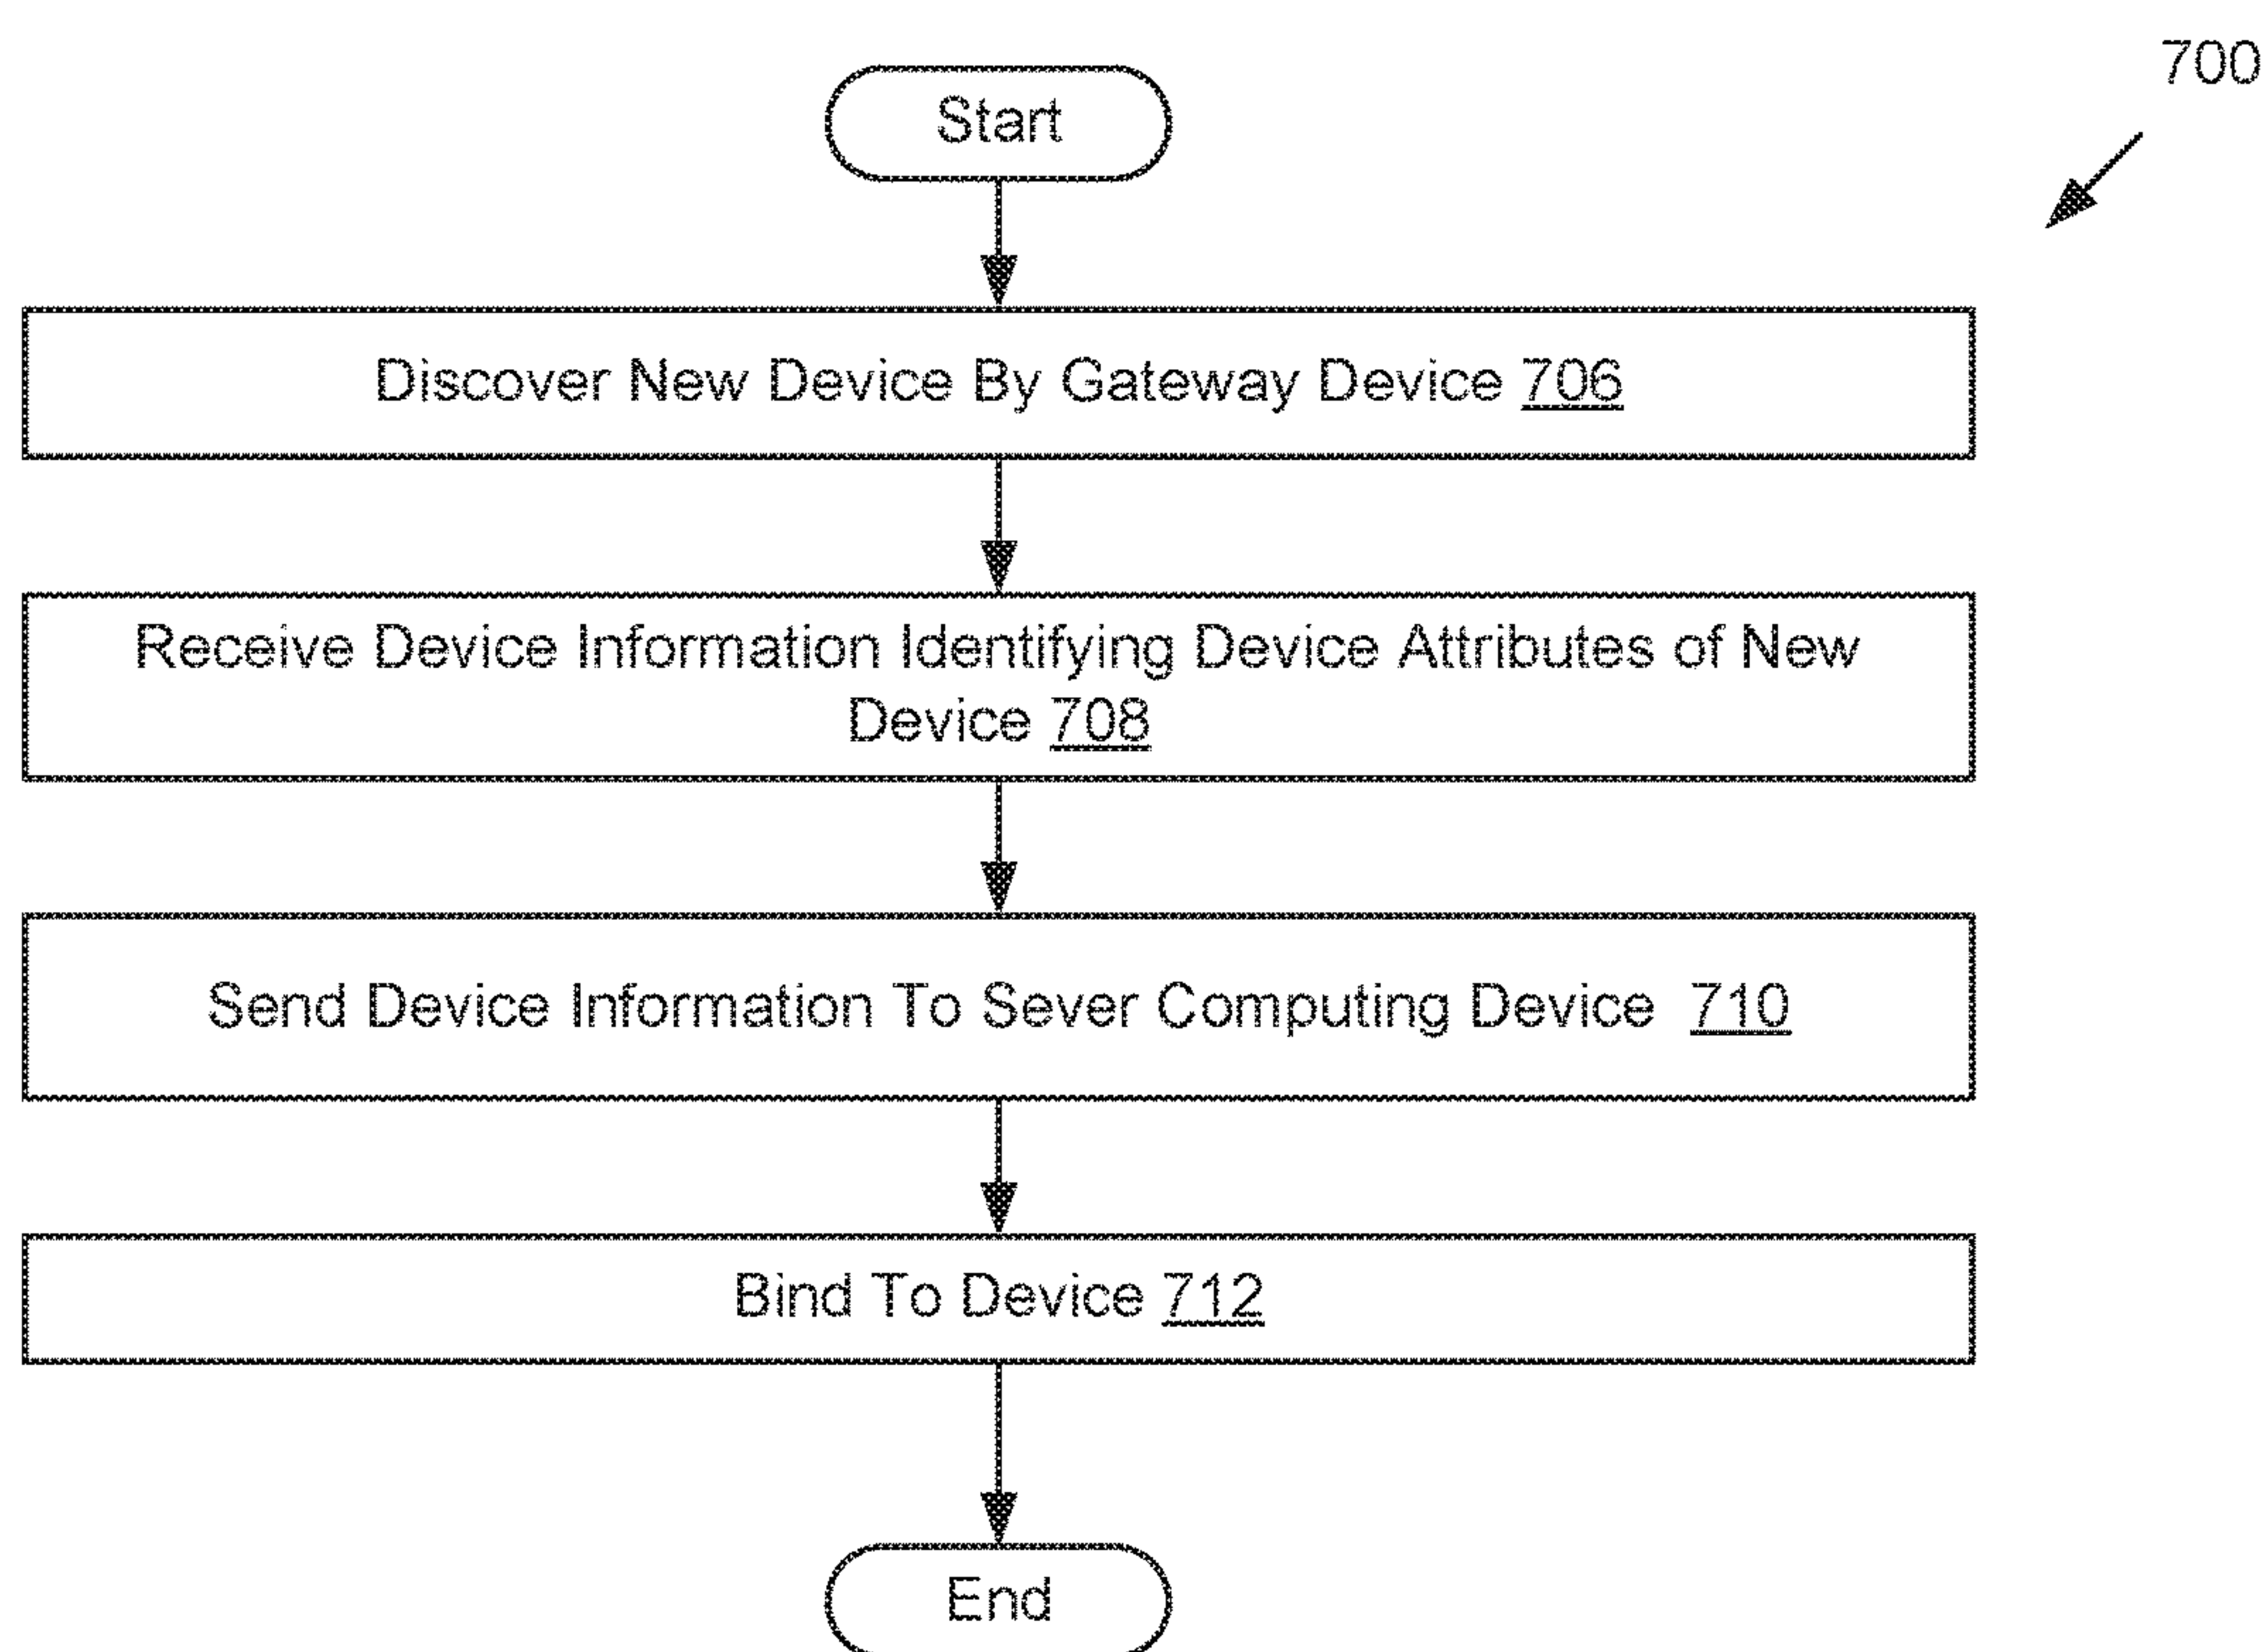 700
Start
Discover New Device By Gateway Device 706
Receive Device Information Identifying Device Attributes of New
Device 708
Send Device Information To Sever Computing Device 710
Bind To Device 712
End